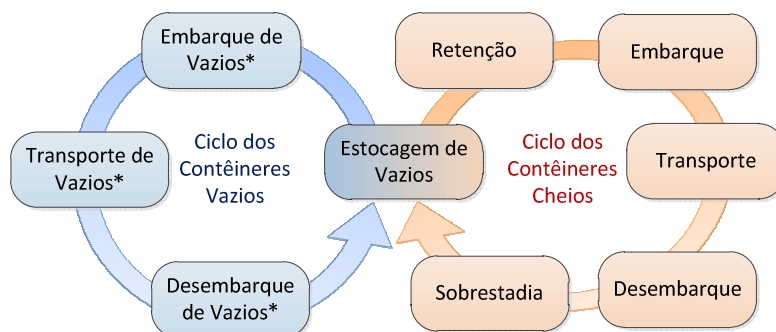 Embarque de
Vazios*
Transporte de
Vazios*
Desembarque
de Vazios*
Ciclo dos
Contêineres
Vazios
Estocagem de
Vazios
Retenção
Embarque
Transporte
Desembarque
Sobrestadia
Ciclo dos
Contêineres
Cheios